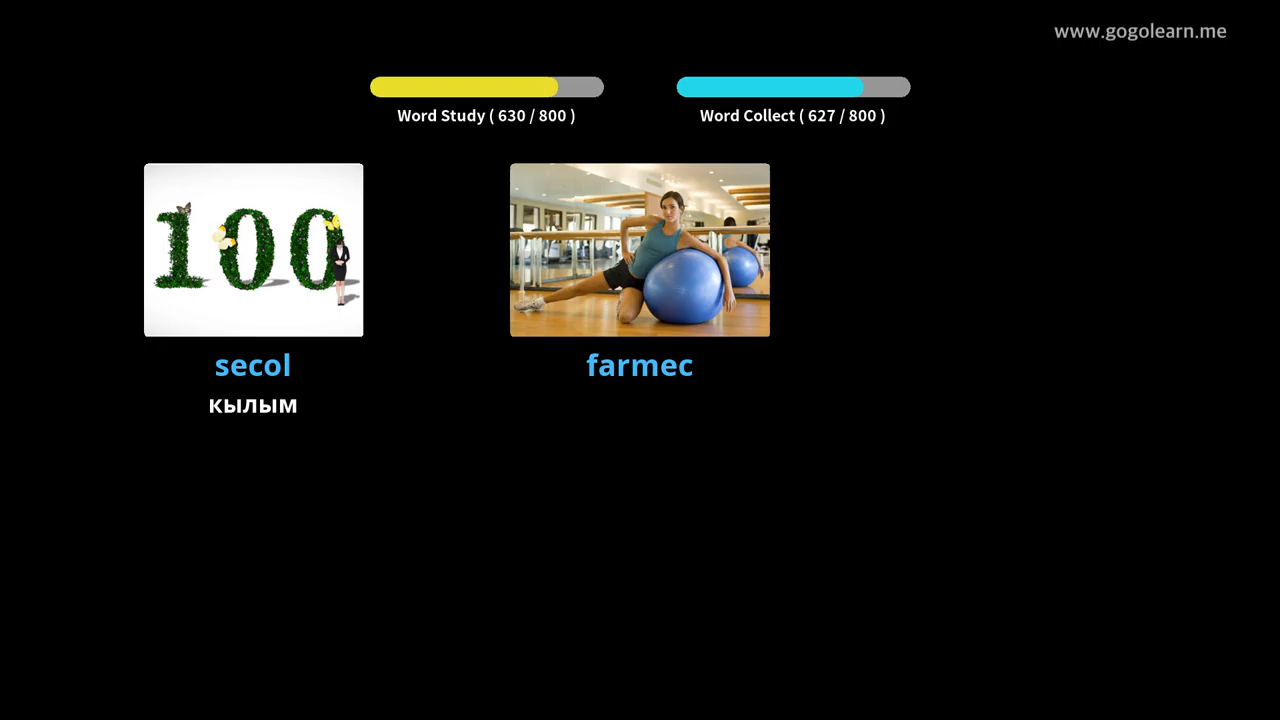 www.gogolearn.me
Word Study ( 630 / 800 )
Word Collect ( 627 / 800 )
100
secol
farmec
кылым